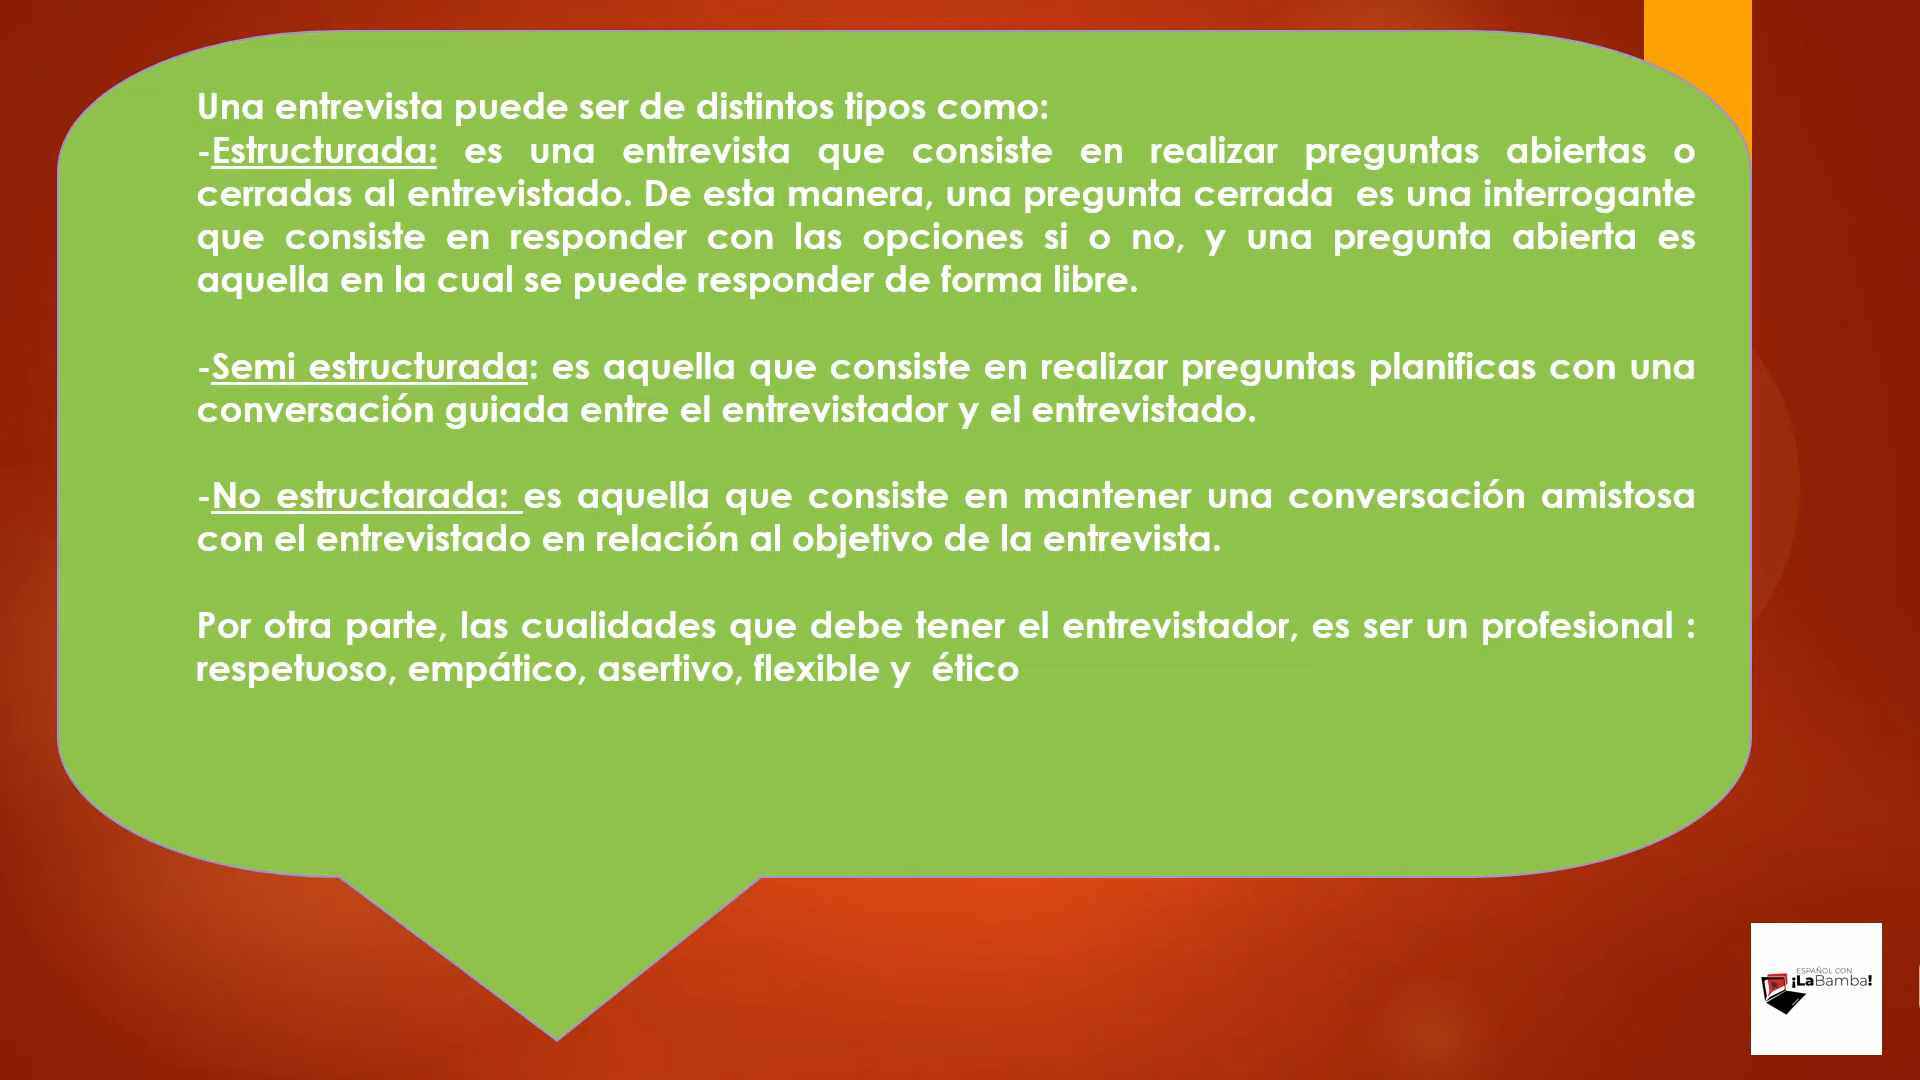 Una entrevista puede ser de distintos tipos como:
-Estructurada: es una entrevista que consiste en realizar preguntas abiertas o
cerradas al entrevistado. De esta manera, una pregunta cerrada  es una interrogante
que consiste en responder con las opciones si o no, y una pregunta abierta es
aquella en la cual se puede responder de forma libre.
-Semi estructurada: es aquella que consiste en realizar preguntas planificas con una
conversación guiada entre el entrevistador y el entrevistado.
-No estructarada: es aquella que consiste en mantener una conversación amistosa
con el entrevistado en relación al objetivo de la entrevista.
Por otra parte, las cualidades que debe tener el entrevistador, es ser un profesional :
respetuoso, empático, asertivo, flexible y  ético
ESPAÑOL CON
¡LaBamba!